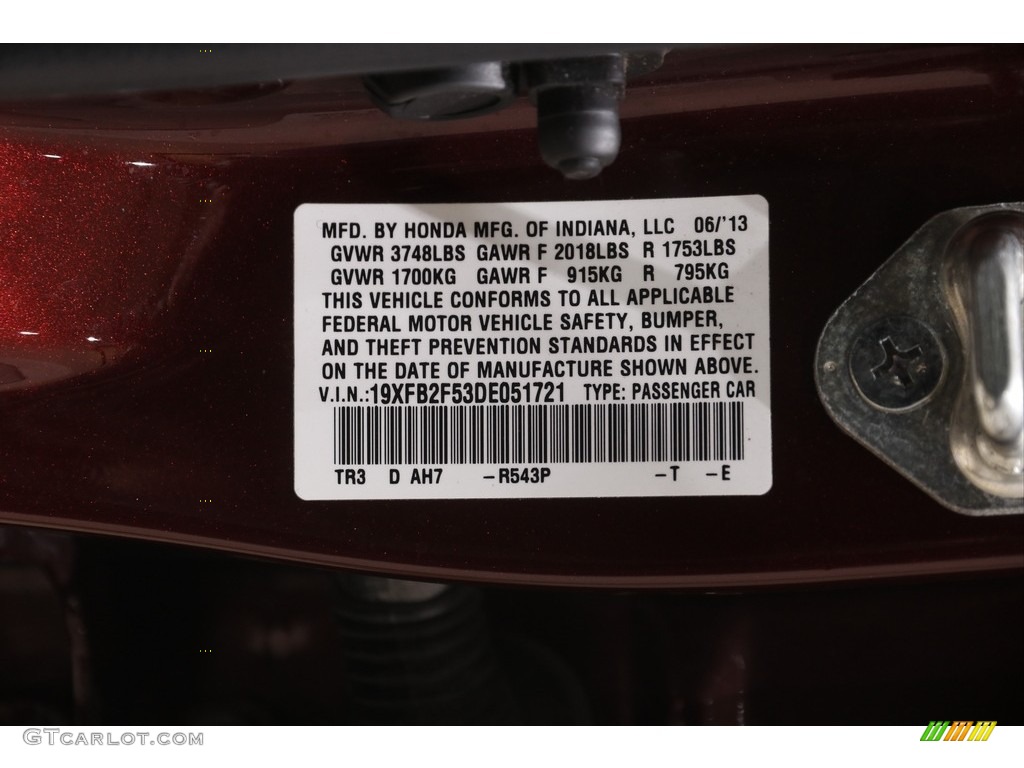 MFD. BY HONDA MFG. OF INDIANA, LLC 06/'13
GVWR 3748LBS GAWR F 2018LBS R 1753LBS
GVWR 1700KG GAWR F 915KG R 795KG
THIS VEHICLE CONFORMS TO ALL APPLICABLE
FEDERAL MOTOR VEHICLE SAFETY, BUMPER,
AND THEFT PREVENTION STANDARDS IN EFFECT
ON THE DATE OF MANUFACTURE SHOWN ABOVE.
V.I.N.:19XFB2F53DE051721 TYPE: PASSENGER CAR
TR3 D AH7 -R543P -T -E
GTCARLOT.COM